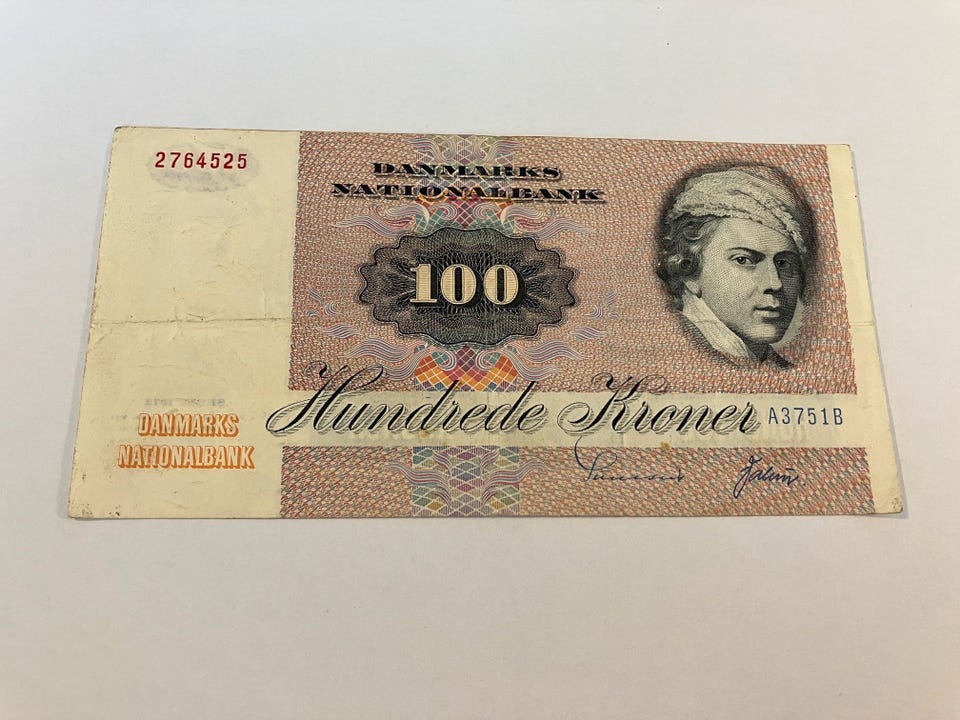 2764525
DANMARKS
NATIONALBANK
100
Hundrede Kroner
A3751B
DANMARKS
NATIONALBANK